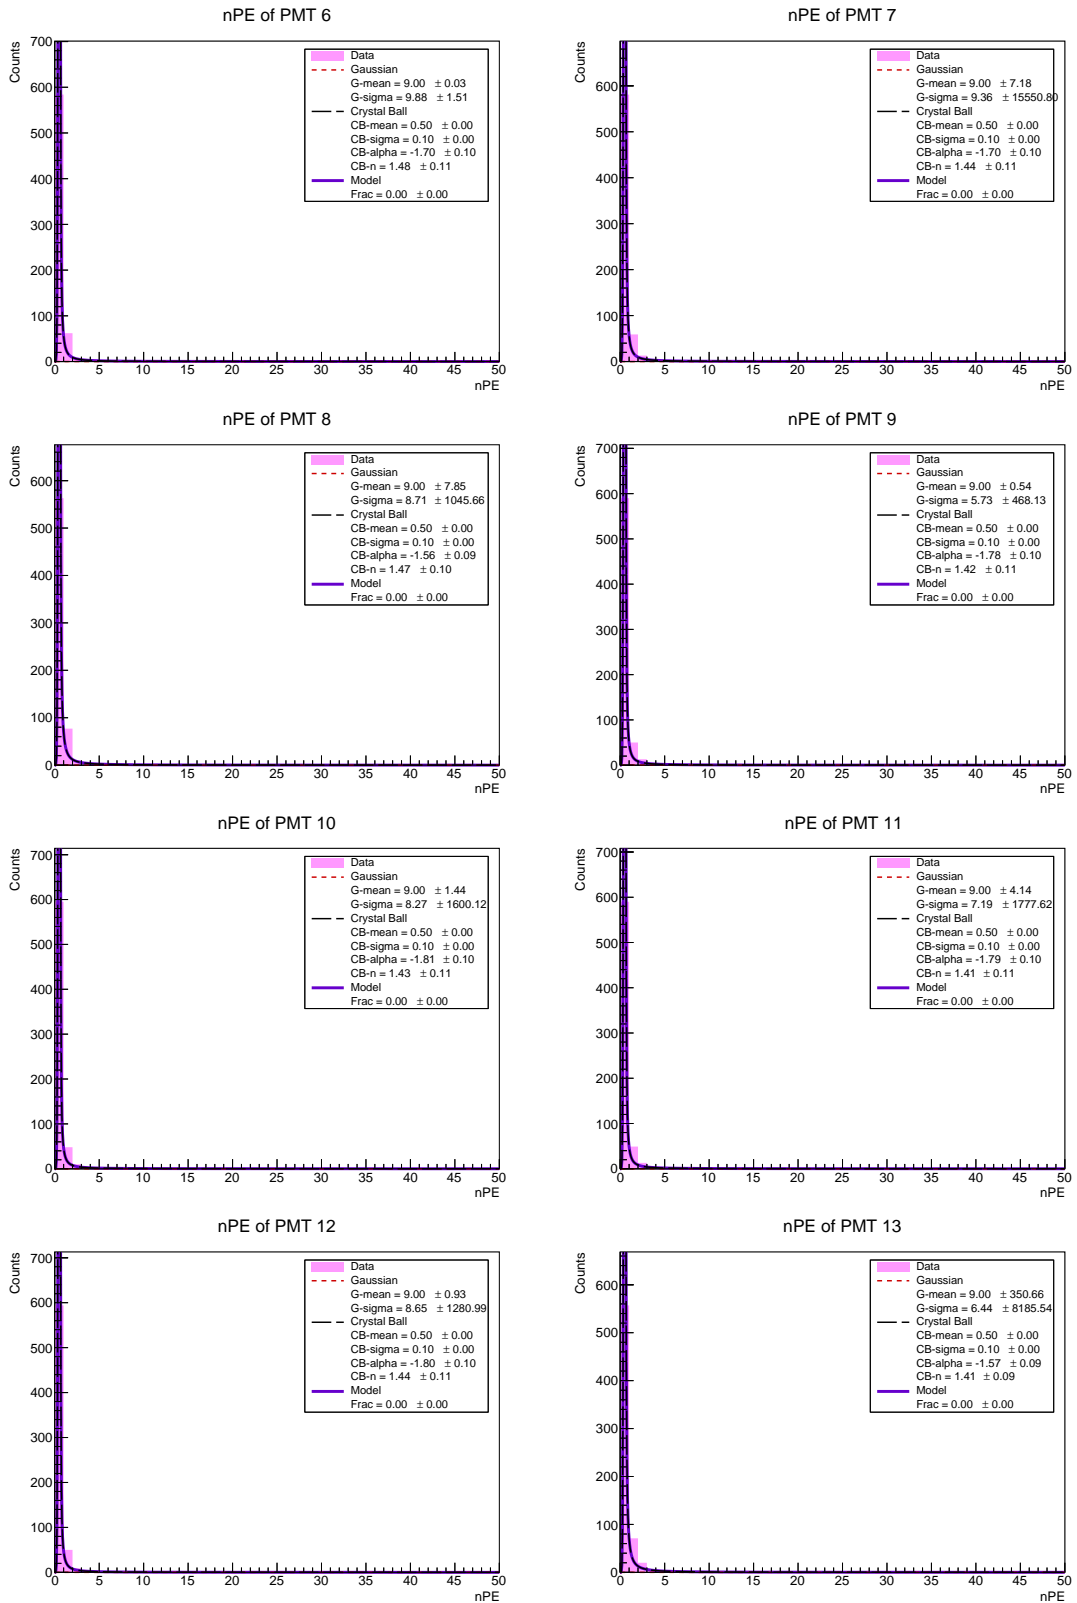 nPE of PMT 6
Counts
700
600
500
400
300
200
100
0
0 5 10 15 20 25 30 35 40 45 50
nPE
Data
Gaussian
G-mean = 9.00 ± 0.03
G-sigma = 9.88 ± 1.51
Crystal Ball
CB-mean = 0.50 ± 0.00
CB-sigma = 0.10 ± 0.00
CB-alpha = -1.70 ± 0.10
CB-n = 1.48 ± 0.11
Model
Frac = 0.00 ± 0.00
nPE of PMT 7
Counts
600
500
400
300
200
100
0
0 5 10 15 20 25 30 35 40 45 50
nPE
Data
Gaussian
G-mean = 9.00 ± 7.18
G-sigma = 9.36 ± 15550.80
Crystal Ball
CB-mean = 0.50 ± 0.00
CB-sigma = 0.10 ± 0.00
CB-alpha = -1.70 ± 0.10
CB-n = 1.44 ± 0.11
Model
Frac = 0.00 ± 0.00
nPE of PMT 8
Counts
600
500
400
300
200
100
0
0 5 10 15 20 25 30 35 40 45 50
nPE
Data
Gaussian
G-mean = 9.00 ± 7.85
G-sigma = 8.71 ± 1045.66
Crystal Ball
CB-mean = 0.50 ± 0.00
CB-sigma = 0.10 ± 0.00
CB-alpha = -1.56 ± 0.09
CB-n = 1.47 ± 0.10
Model
Frac = 0.00 ± 0.00
nPE of PMT 9
Counts
700
600
500
400
300
200
100
0
0 5 10 15 20 25 30 35 40 45 50
nPE
Data
Gaussian
G-mean = 9.00 ± 0.54
G-sigma = 5.73 ± 468.13
Crystal Ball
CB-mean = 0.50 ± 0.00
CB-sigma = 0.10 ± 0.00
CB-alpha = -1.78 ± 0.10
CB-n = 1.42 ± 0.11
Model
Frac = 0.00 ± 0.00
nPE of PMT 10
Counts
700
600
500
400
300
200
100
0
0 5 10 15 20 25 30 35 40 45 50
nPE
Data
Gaussian
G-mean = 9.00 ± 1.44
G-sigma = 8.27 ± 1600.12
Crystal Ball
CB-mean = 0.50 ± 0.00
CB-sigma = 0.10 ± 0.00
CB-alpha = -1.81 ± 0.10
CB-n = 1.43 ± 0.11
Model
Frac = 0.00 ± 0.00
nPE of PMT 11
Counts
700
600
500
400
300
200
100
0
0 5 10 15 20 25 30 35 40 45 50
nPE
Data
Gaussian
G-mean = 9.00 ± 4.14
G-sigma = 7.19 ± 1777.62
Crystal Ball
CB-mean = 0.50 ± 0.00
CB-sigma = 0.10 ± 0.00
CB-alpha = -1.79 ± 0.10
CB-n = 1.41 ± 0.11
Model
Frac = 0.00 ± 0.00
nPE of PMT 12
Counts
700
600
500
400
300
200
100
0
0 5 10 15 20 25 30 35 40 45 50
nPE
Data
Gaussian
G-mean = 9.00 ± 0.93
G-sigma = 8.65 ± 1280.99
Crystal Ball
CB-mean = 0.50 ± 0.00
CB-sigma = 0.10 ± 0.00
CB-alpha = -1.80 ± 0.10
CB-n = 1.44 ± 0.11
Model
Frac = 0.00 ± 0.00
nPE of PMT 13
Counts
600
500
400
300
200
100
0
0 5 10 15 20 25 30 35 40 45 50
nPE
Data
Gaussian
G-mean = 9.00 ± 350.66
G-sigma = 6.44 ± 8185.54
Crystal Ball
CB-mean = 0.50 ± 0.00
CB-sigma = 0.10 ± 0.00
CB-alpha = -1.57 ± 0.09
CB-n = 1.41 ± 0.09
Model
Frac = 0.00 ± 0.00